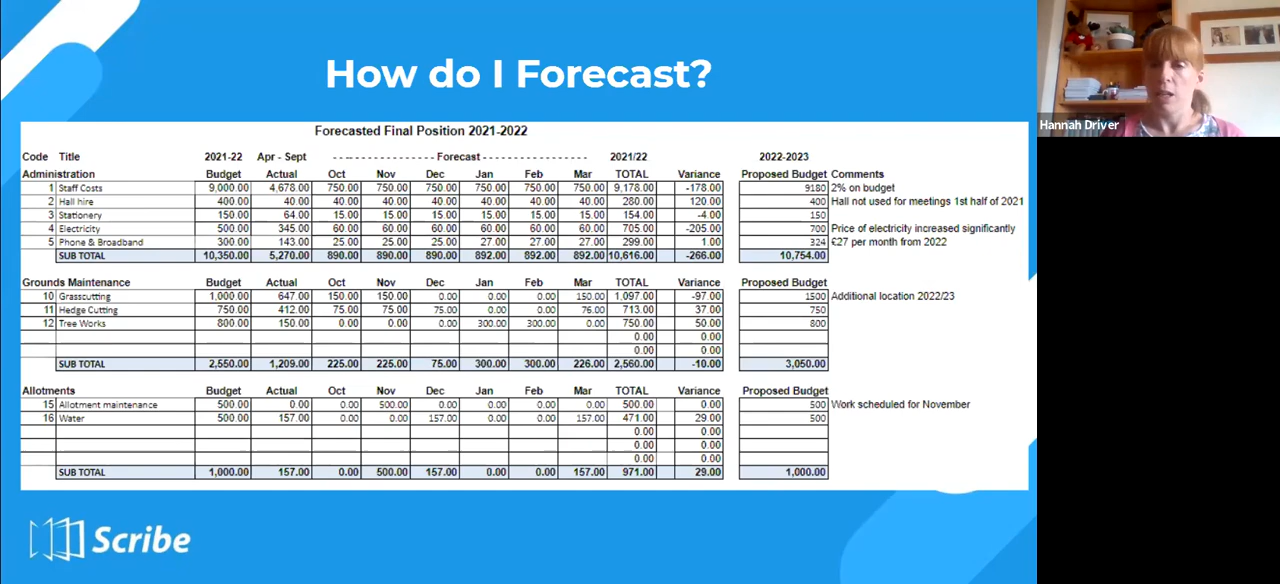 How do I Forecast?
Hannah Driver
Forecasted Final Position 2021-2022
Code Title 2021-22 Apr - Sept - - - - - - - - - - - - - - - - Forecast - - - - - - - - - - - - - - - - 2021/22 2022-2023
Administration Budget Actual Oct Nov Dec Jan Feb Mar TOTAL Variance Proposed Budget Comments
1 Staff Costs 9,000.00 4,678.00 750.00 750.00 750.00 750.00 750.00 750.00 9,178.00 -178.00 9180 2% on budget
2 Hall hire 400.00 40.00 40.00 40.00 40.00 40.00 40.00 40.00 280.00 120.00 400 Hall not used for meetings 1st half of 2021
3 Stationery 150.00 64.00 15.00 15.00 15.00 15.00 15.00 15.00 154.00 -4.00 150
4 Electricity 500.00 345.00 60.00 60.00 60.00 60.00 60.00 60.00 705.00 -205.00 700 Price of electricity increased significantly
5 Phone & Broadband 300.00 143.00 25.00 25.00 25.00 27.00 27.00 27.00 299.00 1.00 324 £27 per month from 2022
SUB TOTAL 10,350.00 5,270.00 890.00 890.00 890.00 892.00 892.00 892.00 10,616.00 -266.00 10,754.00
Grounds Maintenance Budget Actual Oct Nov Dec Jan Feb Mar TOTAL Variance Proposed Budget
10 Grasscutting 1,000.00 647.00 150.00 150.00 0.00 0.00 0.00 150.00 1,097.00 -97.00 1500 Additional location 2022/23
11 Hedge Cutting 750.00 412.00 75.00 75.00 75.00 0.00 0.00 76.00 713.00 37.00 750
12 Tree Works 800.00 150.00 0.00 0.00 0.00 300.00 300.00 0.00 750.00 50.00 800
0.00 0.00
0.00 0.00
SUB TOTAL 2,550.00 1,209.00 225.00 225.00 75.00 300.00 300.00 226.00 2,560.00 -10.00 3,050.00
Allotments Budget Actual Oct Nov Dec Jan Feb Mar TOTAL Variance Proposed Budget
15 Allotment maintenance 500.00 0.00 0.00 500.00 0.00 0.00 0.00 0.00 500.00 0.00 500 Work scheduled for November
16 Water 500.00 157.00 0.00 0.00 157.00 0.00 0.00 157.00 471.00 29.00 500
0.00 0.00
0.00 0.00
0.00 0.00
SUB TOTAL 1,000.00 157.00 0.00 500.00 157.00 0.00 0.00 157.00 971.00 29.00 1,000.00
Scribe